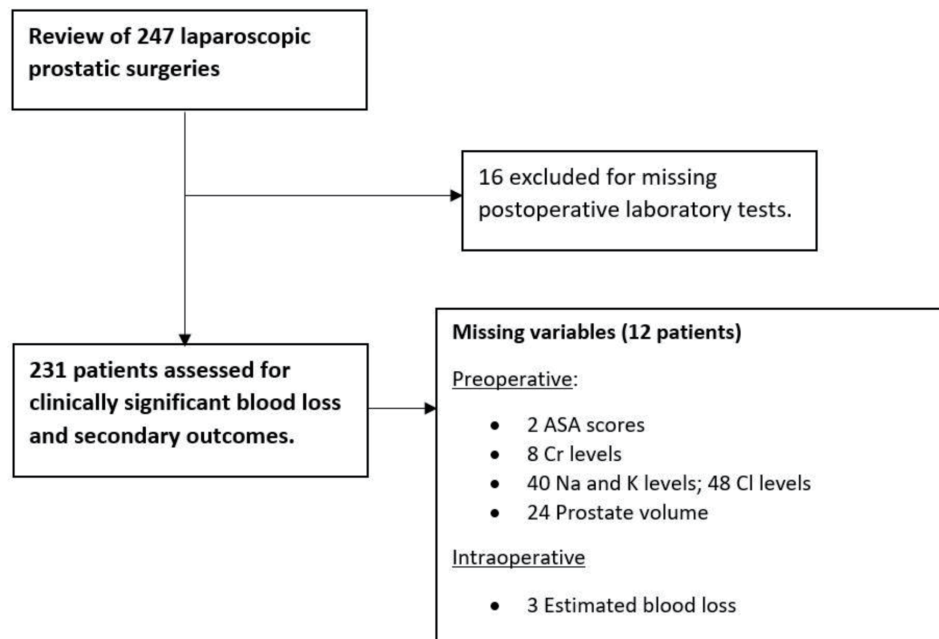 Review of 247 laparoscopic
prostatic surgeries
16 excluded for missing
postoperative laboratory tests.
231 patients assessed for
clinically significant blood loss
and secondary outcomes.
Missing variables (12 patients)
Preoperative:
• 2 ASA scores
• 8 Cr levels
• 40 Na and K levels; 48 Cl levels
• 24 Prostate volume
Intraoperative
• 3 Estimated blood loss